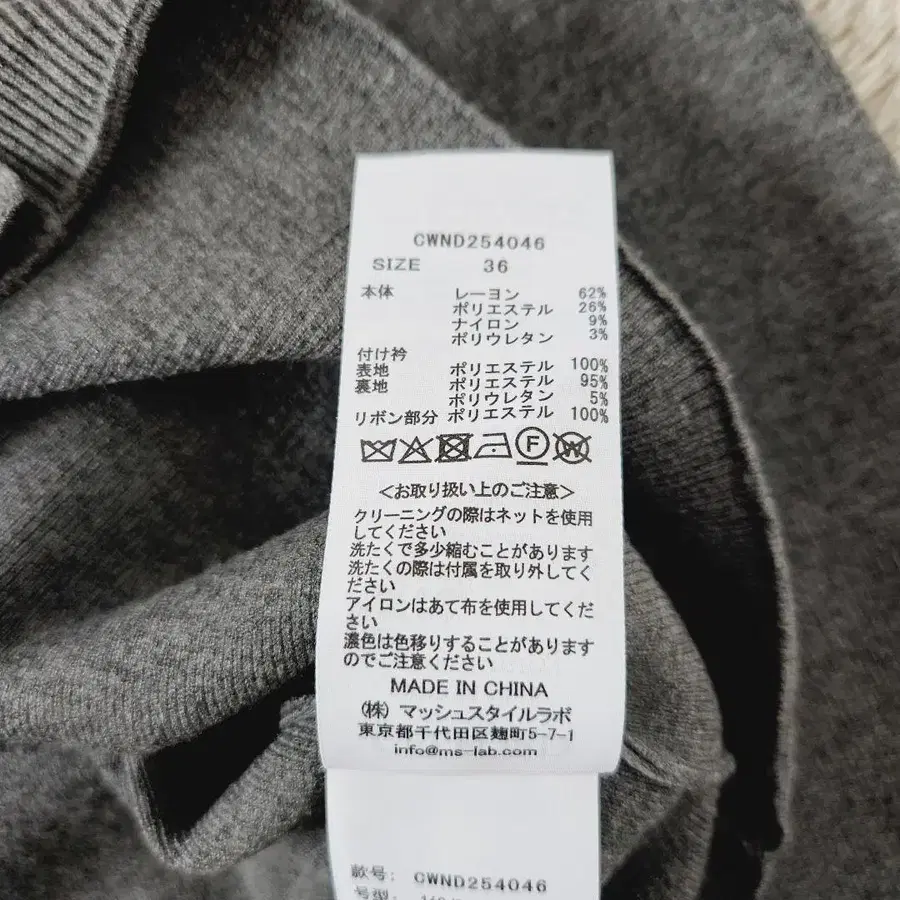 CWND254046
SIZE 36
本体 レーヨン 62%
ポリエステル 26%
ナイロン 9%
ポリウレタン 3%
付け衿
表地 ポリエステル 100%
裏地 ポリエステル 95%
ポリウレタン 5%
リボン部分 ポリエステル 100%
F W
<お取り扱い上のご注意>
クリーニングの際はネットを使用
してください
洗たくで多少縮むことがあります
洗たくの際は付属を取り外してく
ださい
アイロンはあて布を使用してくだ
さい
濃色は色移りすることがあります
のでご注意ください
MADE IN CHINA
(株) マッシュスタイルラボ
東京都千代田区麹町5-7-1
info@ms-lab.com
款号: CWND254046
号型: